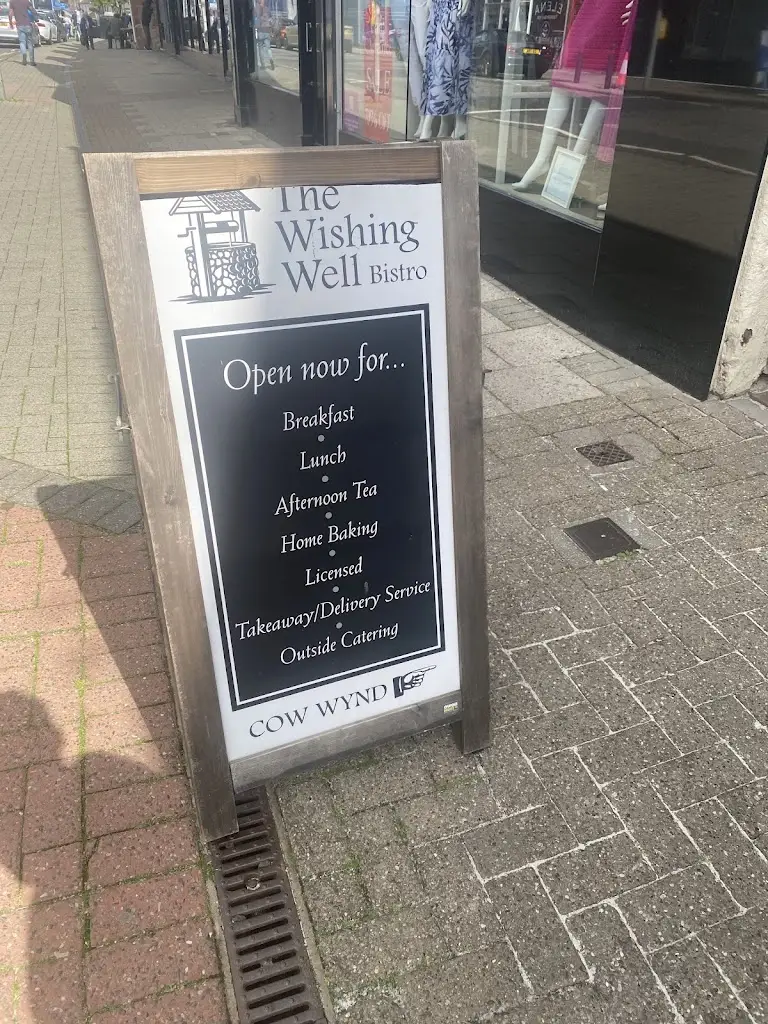 The
Wishing
Well Bistro
Open now for...
Breakfast
Lunch
Afternoon Tea
Home Baking
Licensed
Takeaway/Delivery Service
Outside Catering
COW WYND
ELENA